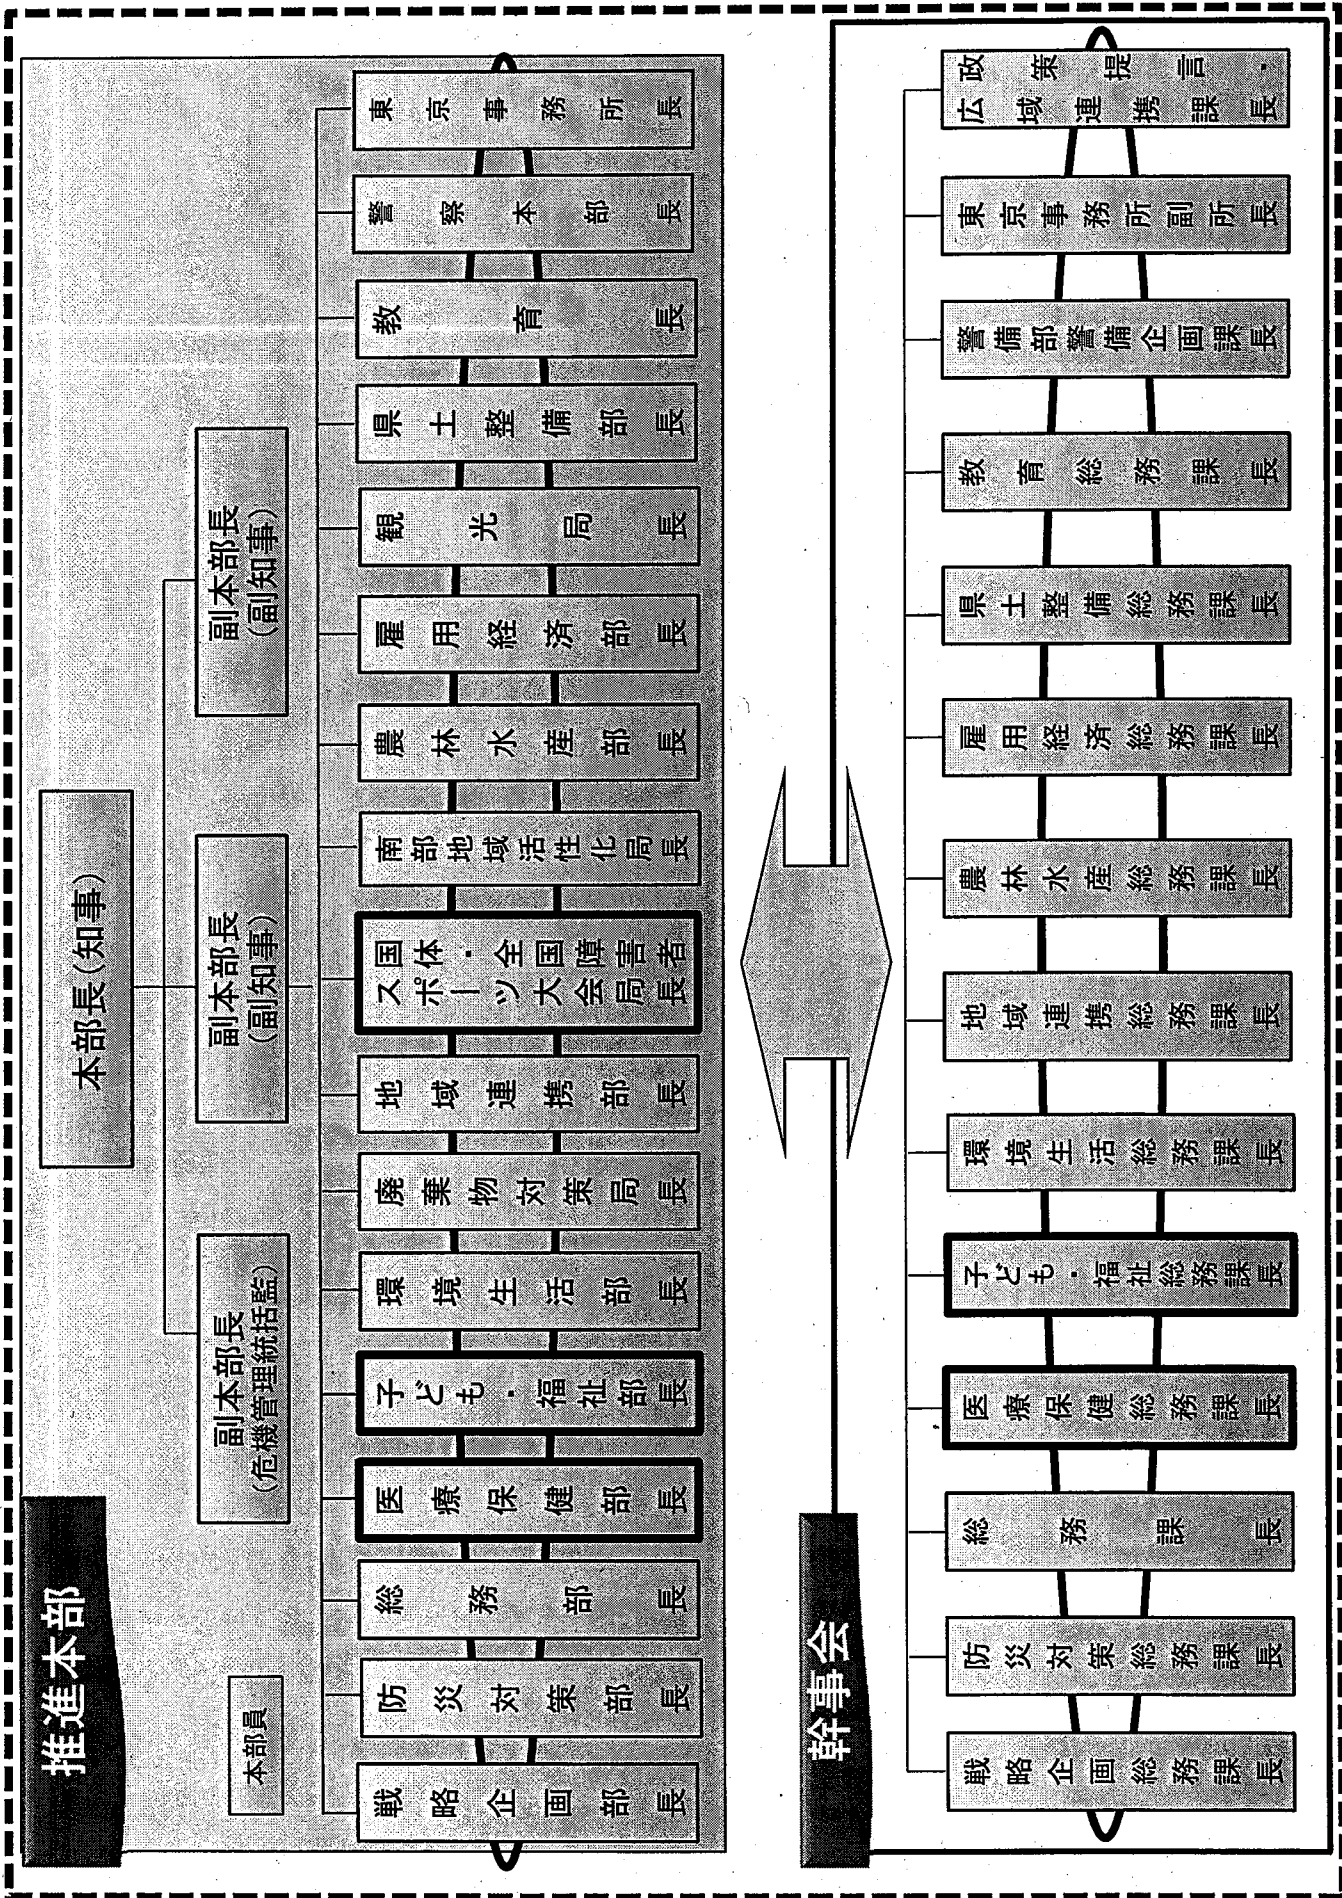 推進本部
本部長(知事)
副本部長
(危機管理統括監)
副本部長
(副知事)
副本部長
(副知事)
本部員
戦略企画部長
防災対策部長
総務部長
医療保健部長
子ども・福祉部長
環境生活部長
廃棄物対策局長
地域連携部長
国体・全国障害者
スポーツ大会局長
南部地域活性化局長
農林水産部長
雇用経済部長
観光局長
県土整備部長
教育長
警察本部長
東京事務所長
幹事会
戦略企画総務課長
防災対策総務課長
総務課長
医療保健総務課長
子ども・福祉総務課長
環境生活総務課長
地域連携総務課長
農林水産総務課長
雇用経済総務課長
県土整備総務課長
教育総務課長
警備部警備企画課長
東京事務所副所長
政策提言・
広域連携課長